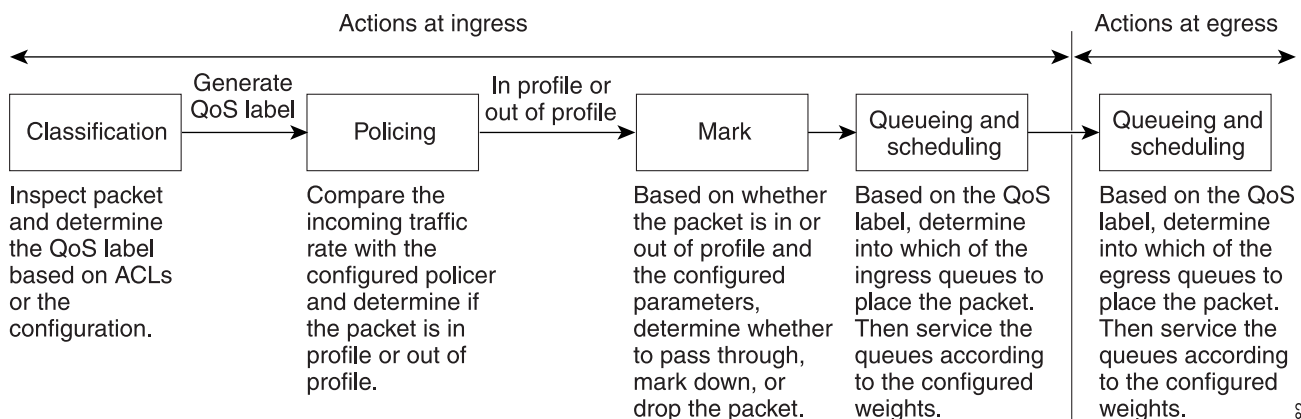 Actions at ingress
Actions at egress
Generate
QoS label
In profile or
out of profile
Classification
Policing
Mark
Queueing and
scheduling
Queueing and
scheduling
Inspect packet
and determine
the QoS label
based on ACLs
or the
configuration.
Compare the
incoming traffic
rate with the
configured policer
and determine if
the packet is in
profile or out of
profile.
Based on whether
the packet is in or
out of profile and
the configured
parameters,
determine whether
to pass through,
mark down, or
drop the packet.
Based on the QoS
label, determine
into which of the
ingress queues to
place the packet.
Then service the
queues according
to the configured
weights.
Based on the QoS
label, determine
into which of the
egress queues to
place the packet.
Then service the
queues according
to the configured
weights.